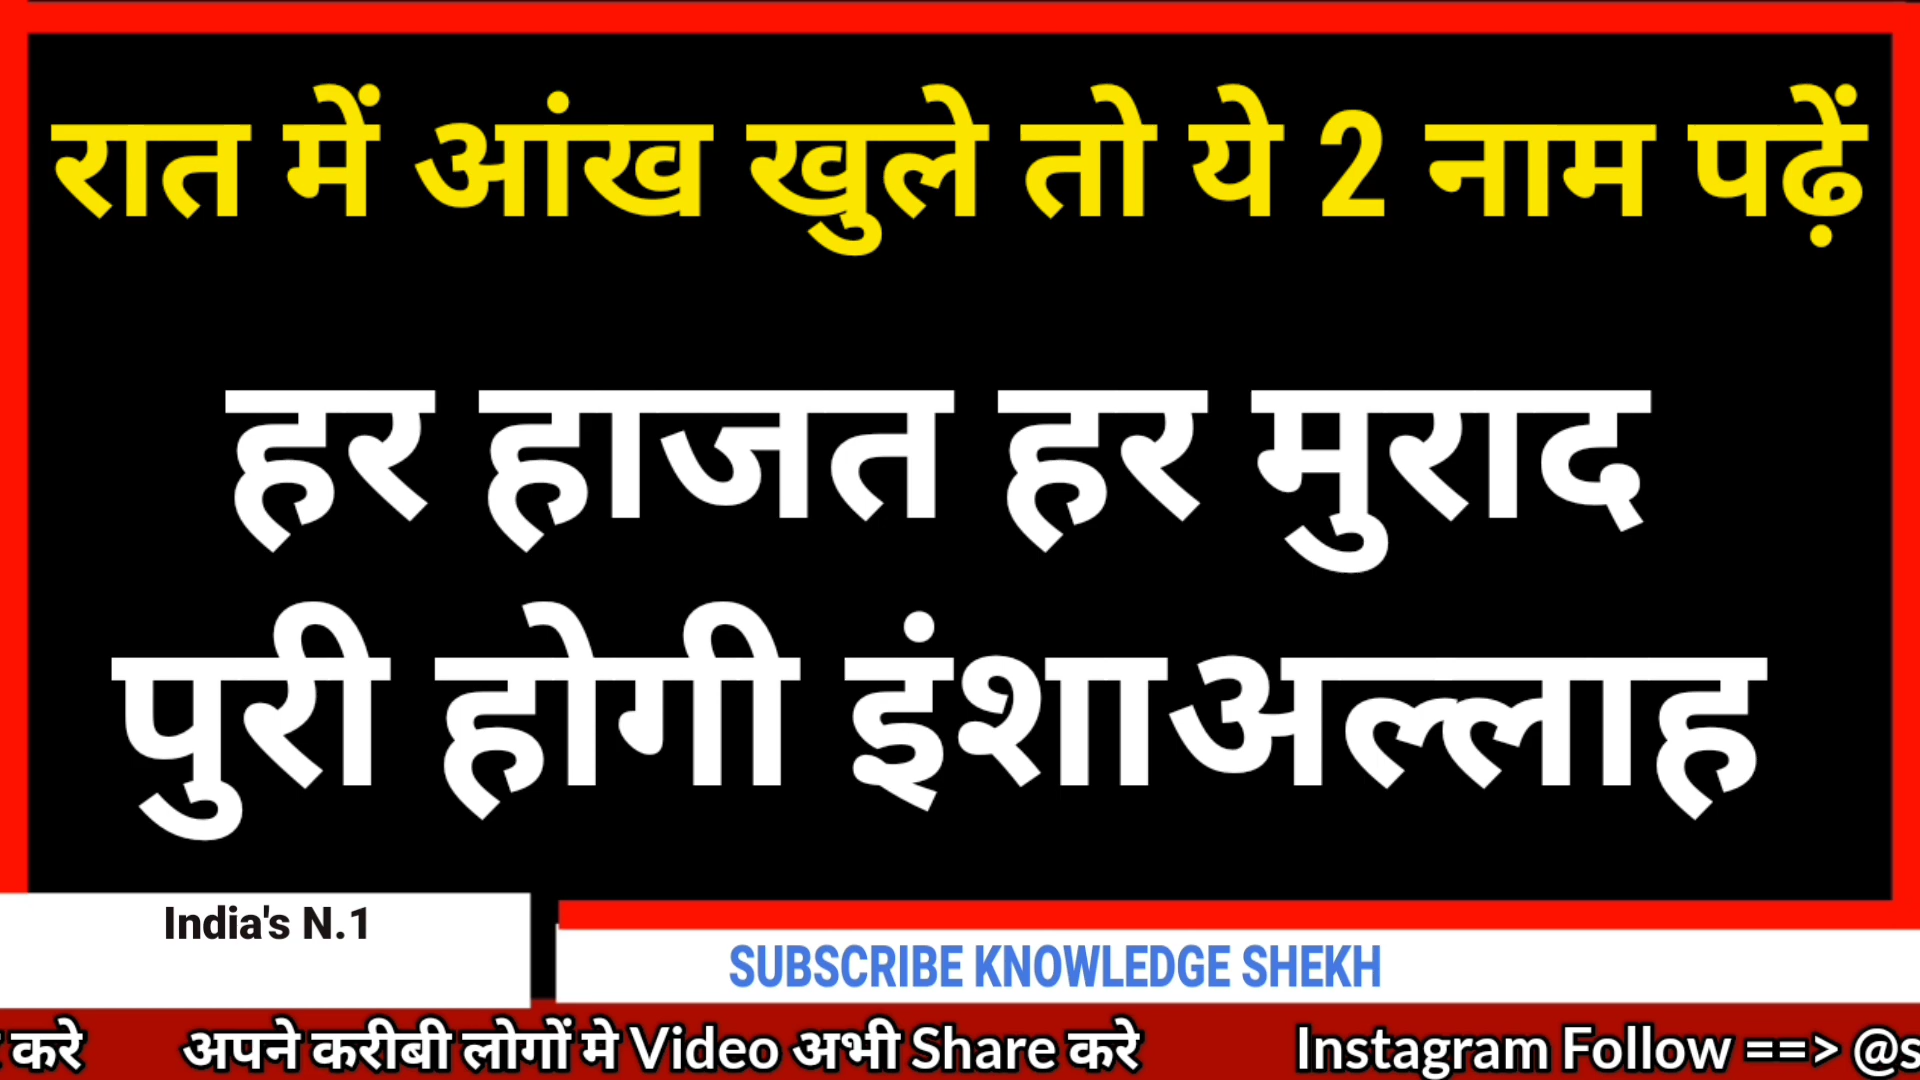 रात में आंख खुले तो ये 2 नाम पढ़ें
हर हाजत हर मुराद
पुरी होगी इंशाअल्लाह
India's N.1
SUBSCRIBE KNOWLEDGE SHEKH
करे अपने करीबी लोगों मे Video अभी Share करे Instagram Follow ==> @s